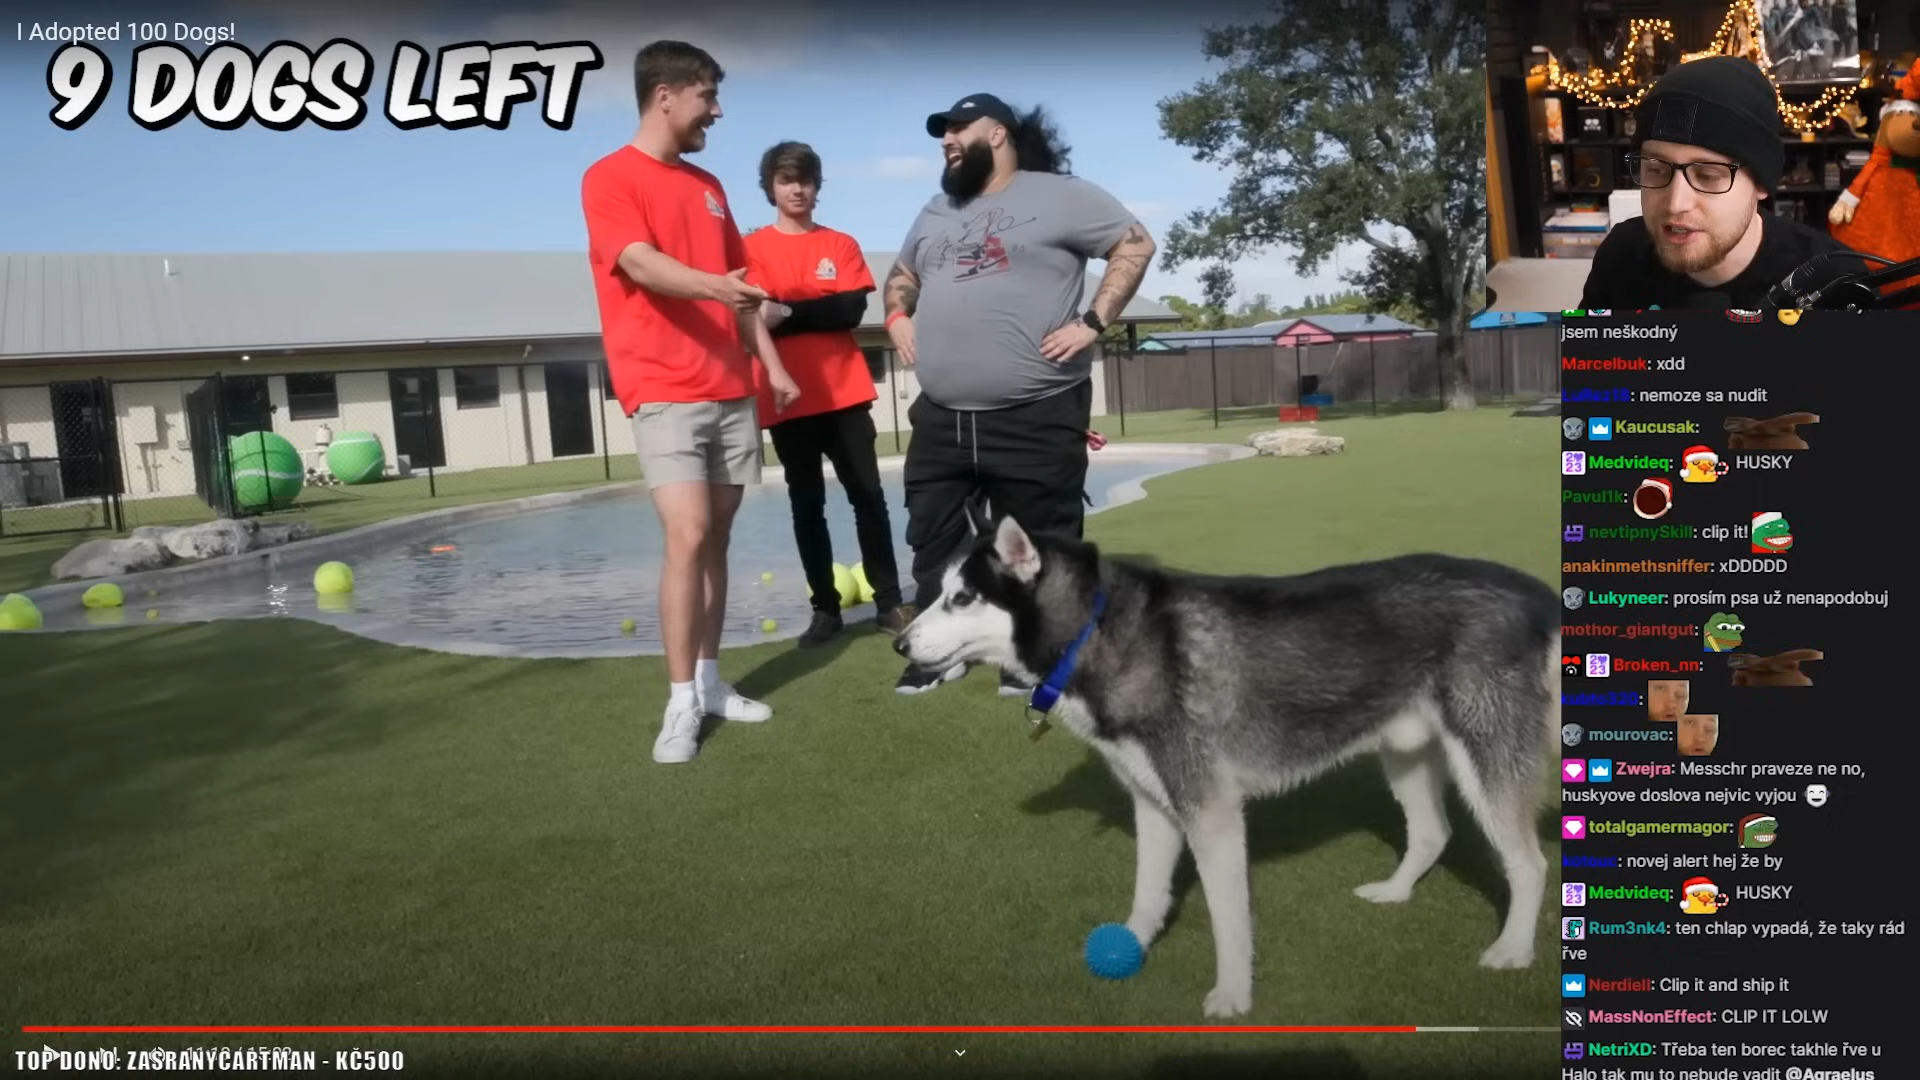 I Adopted 100 Dogs!
9 DOGS LEFT
jsem neškodný
Marcelbuk: xdd
: nemoze sa nudit
Kaucusak:
Medvideq: HUSKY
Pavul1k:
nevtipnySkill: clip it!
anakinmethsniffer: xDDDDD
Lukyneer: prosím psa už nenapodobuj
mothor_giantgut:
Broken_nn:
mourovac:
Zwejra: Messchr praveze ne no,
huskyove doslova nejvic vyjou
totalgamermagor:
: novej alert hej že by
Medvideq: HUSKY
Rum3nk4: ten chlap vypadá, že taky rád
řve
Nerdiell: Clip it and ship it
MassNonEffect: CLIP IT LOLW
NetriXD: Třeba ten borec takhle řve u
Halo tak mu to nebude vadit @Agraelus
TOP DONO: ZASRANYCARTMAN - KČ500